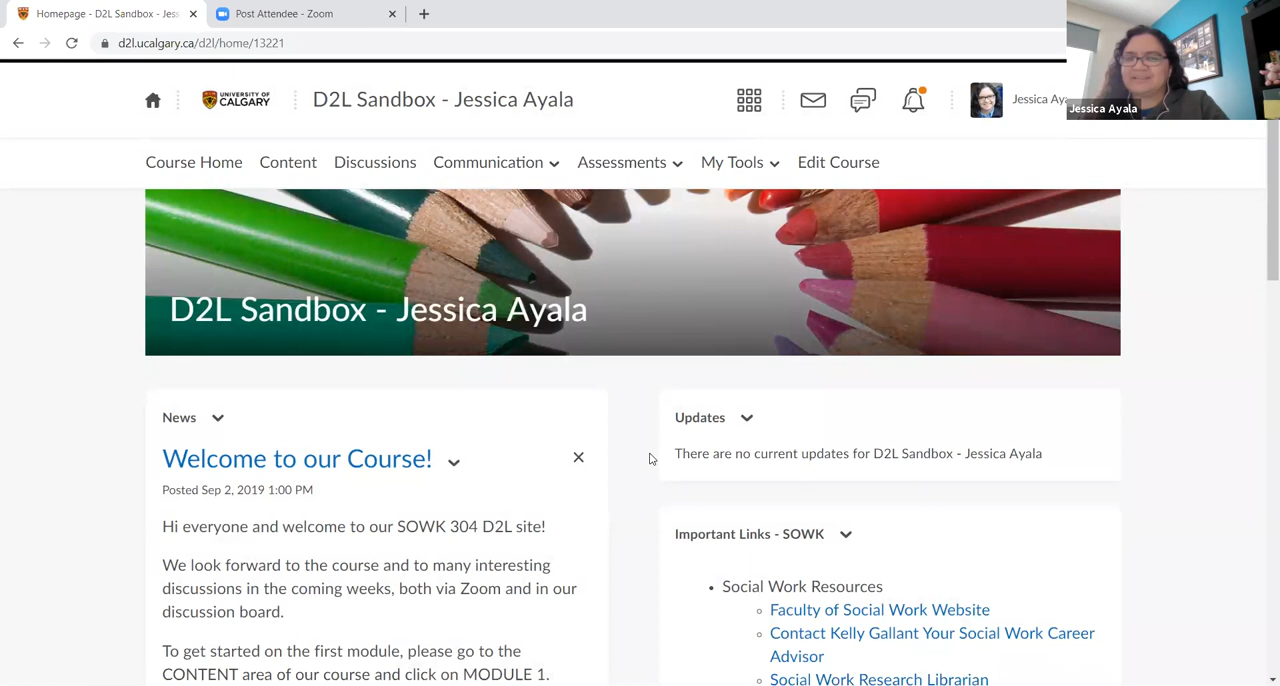 Homepage - D2L Sandbox - Jess
Post Attendee - Zoom
d2l.ucalgary.ca/d2l/home/13221
UNIVERSITY OF
CALGARY
D2L Sandbox - Jessica Ayala
Jessica Ay
Jessica Ayala
Course Home Content Discussions Communication Assessments My Tools Edit Course
D2L Sandbox - Jessica Ayala
News
Welcome to our Course!
Posted Sep 2, 2019 1:00 PM
Hi everyone and welcome to our SOWK 304 D2L site!
We look forward to the course and to many interesting
discussions in the coming weeks, both via Zoom and in our
discussion board.
To get started on the first module, please go to the
CONTENT area of our course and click on MODULE 1.
Updates
There are no current updates for D2L Sandbox - Jessica Ayala
Important Links - SOWK
• Social Work Resources
Faculty of Social Work Website
Contact Kelly Gallant Your Social Work Career
Advisor
Social Work Research Librarian